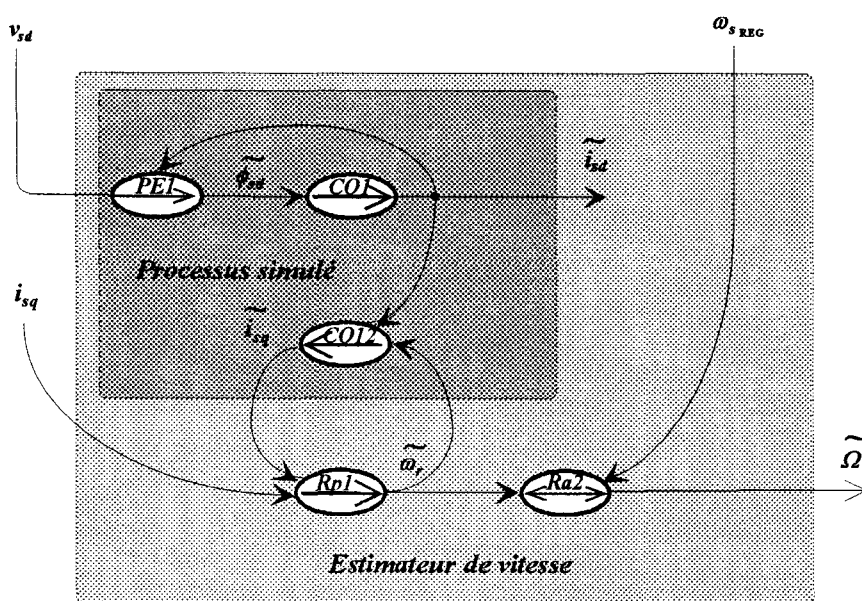 v_sd
ω_s REG
PE1
φ̃_sd
CO1
ĩ_sd
Processus simulé
i_sq
ĩ_sq
CO12
Rp1
ω̃_r
Ra2
Ω̃
Estimateur de vitesse